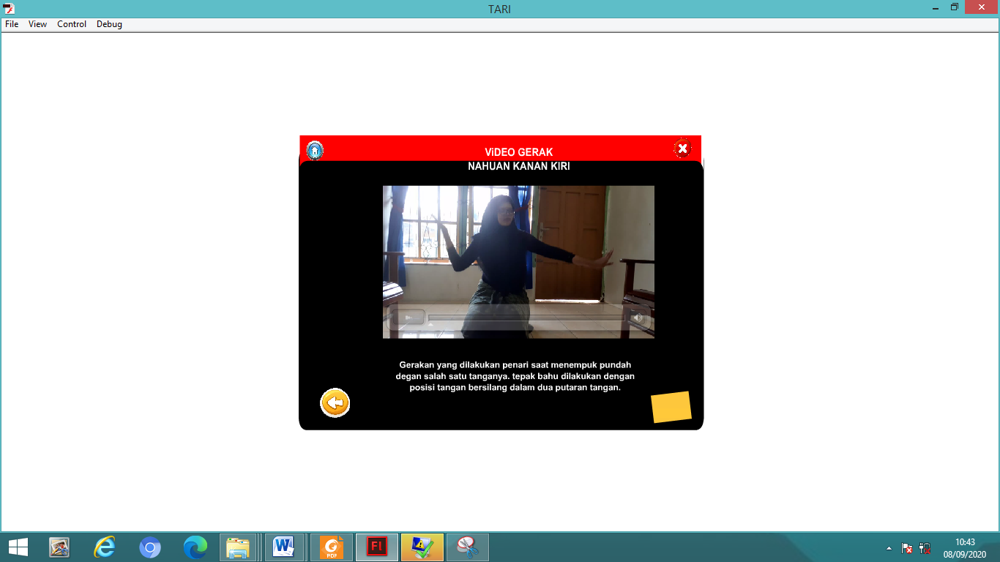 TARI
File View Control Debug
ViDEO GERAK
NAHUAN KANAN KIRI
Gerakan yang dilakukan penari saat menempuk pundah
degan salah satu tanganya. tepak bahu dilakukan dengan
posisi tangan bersilang dalam dua putaran tangan.
W
PDF
Fl
10:43
08/09/2020